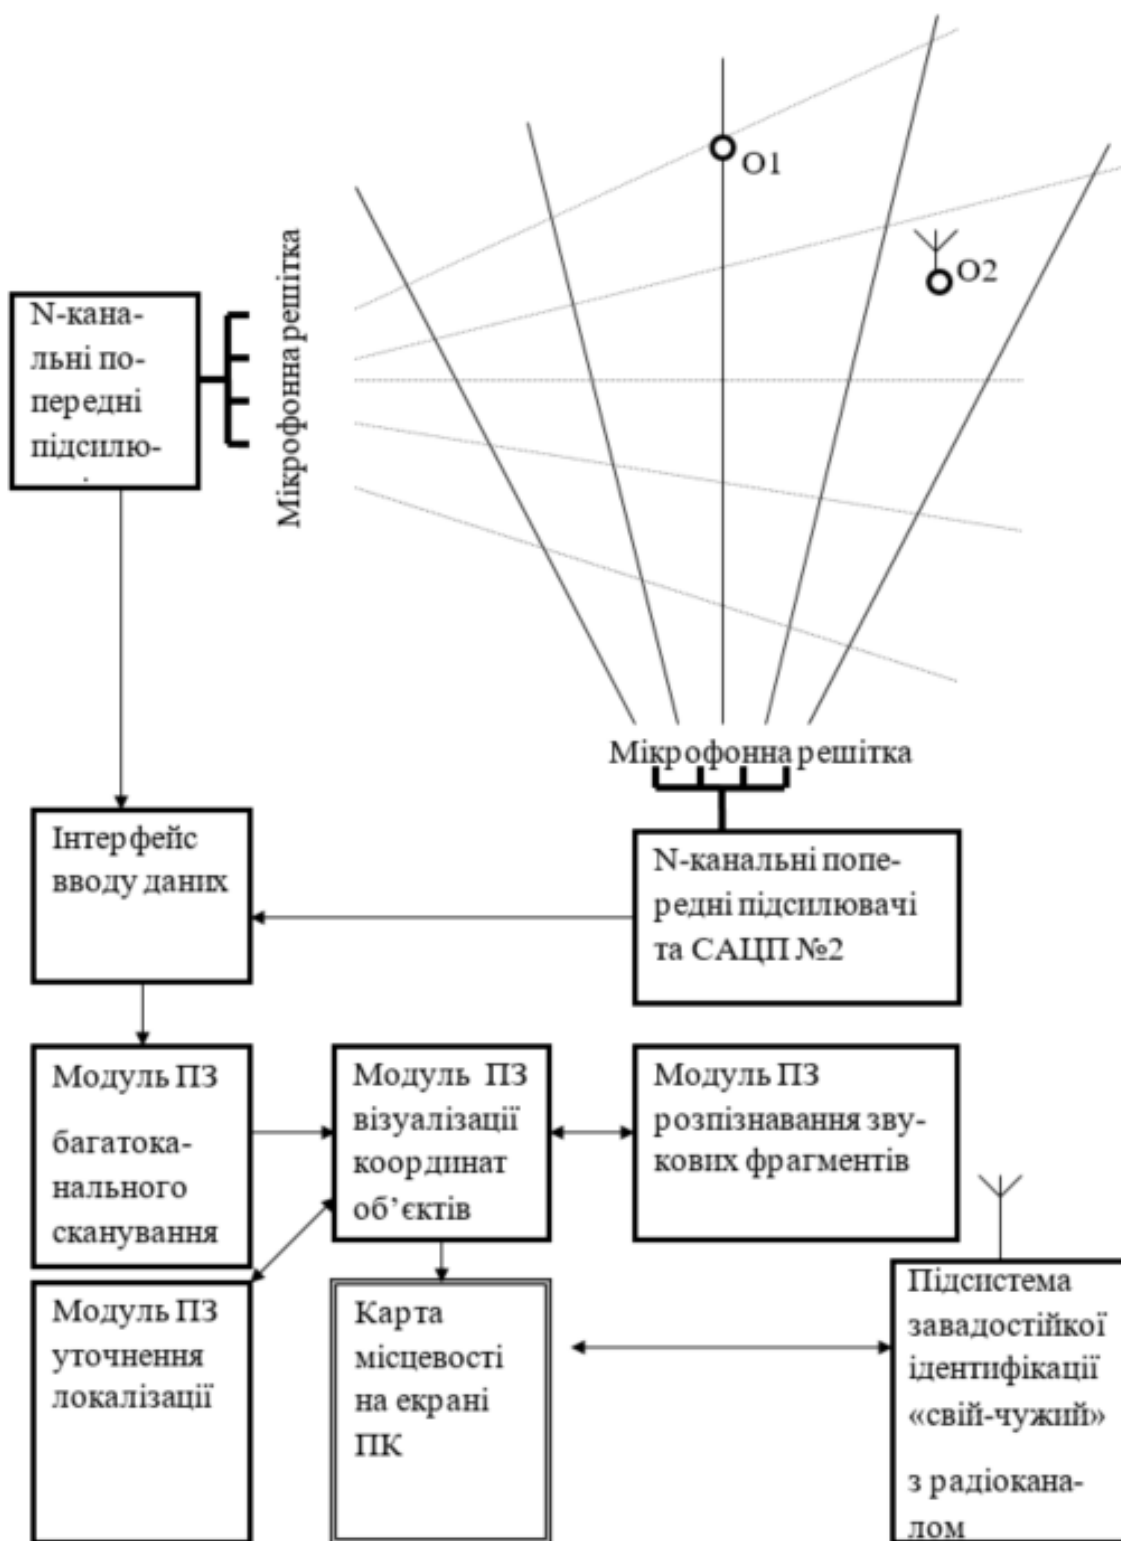 О1
О2
Мікрофонна решітка
N-кана-
льні по-
передні
підсилю-
Мікрофонна решітка
Інтерфейс
вводу даних
N-канальні попе-
редні підсилювачі
та САЦП №2
Модуль ПЗ
багатока-
нального
сканування
Модуль ПЗ
візуалізації
координат
об’єктів
Модуль ПЗ
розпізнавання зву-
кових фрагментів
Модуль ПЗ
уточнення
локалізації
Карта
місцевості
на екрані
ПК
Підсистема
завадостійкої
ідентифікації
«свій-чужий»
з радіокана-
лом